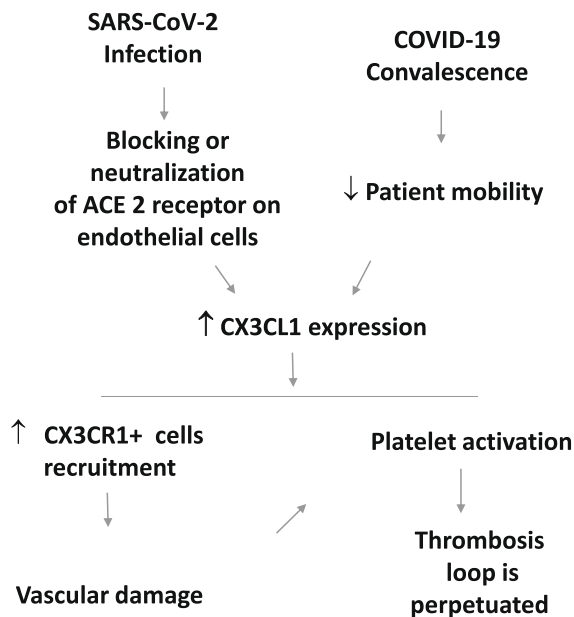 SARS-CoV-2
Infection
COVID-19
Convalescence
Blocking or
neutralization
of ACE 2 receptor on
endothelial cells
↓ Patient mobility
↑ CX3CL1 expression
↑ CX3CR1+ cells
recruitment
Platelet activation
Vascular damage
Thrombosis
loop is
perpetuated